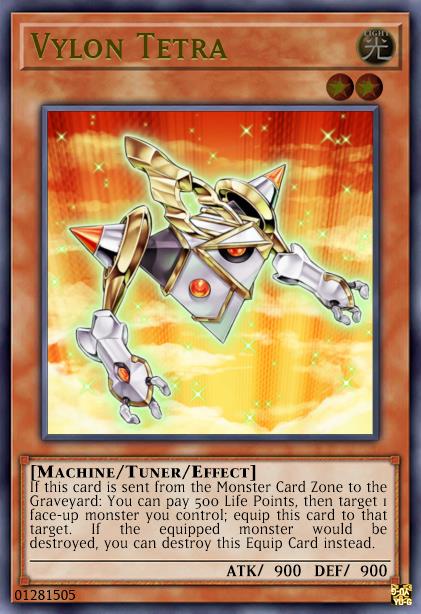 VYLON TETRA
LIGHT
光
[MACHINE/TUNER/EFFECT]
If this card is sent from the Monster Card Zone to the
Graveyard: You can pay 500 Life Points, then target 1
face-up monster you control; equip this card to that
target. If the equipped monster would be
destroyed, you can destroy this Equip Card instead.
ATK/ 900 DEF/ 900
01281505